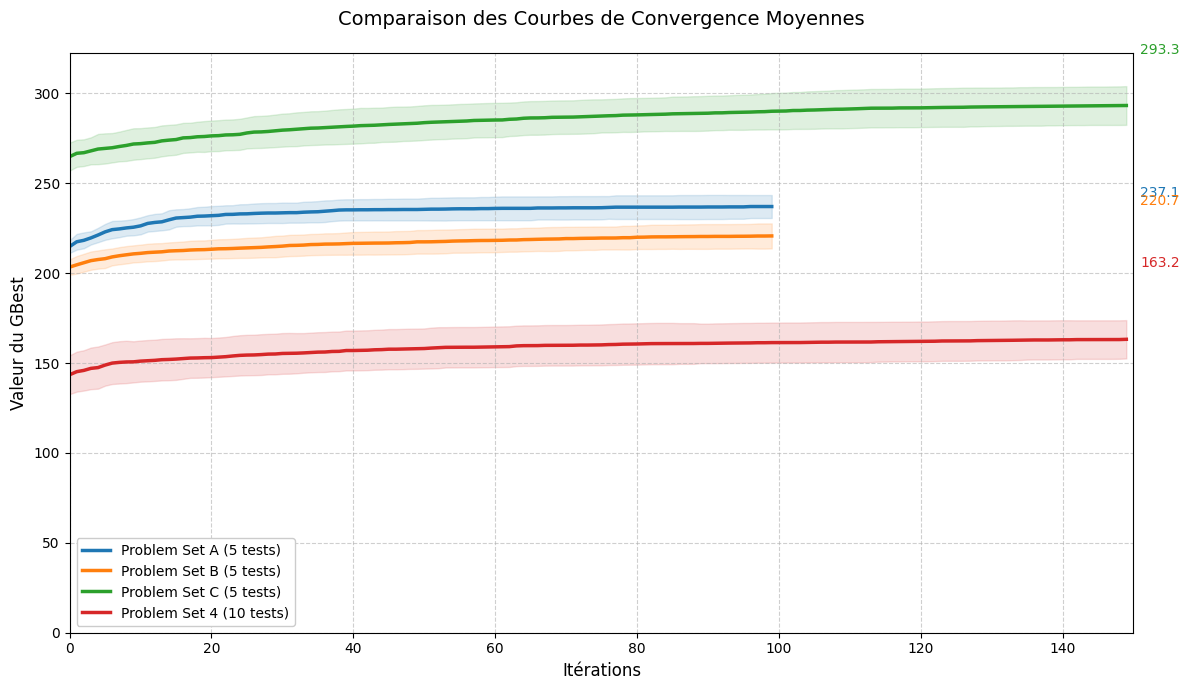 Comparaison des Courbes de Convergence Moyennes
293.3
237.1
220.7
163.2
Valeur du GBest
300
250
200
150
100
50
0
Problem Set A (5 tests)
Problem Set B (5 tests)
Problem Set C (5 tests)
Problem Set 4 (10 tests)
0 20 40 60 80 100 120 140
Itérations